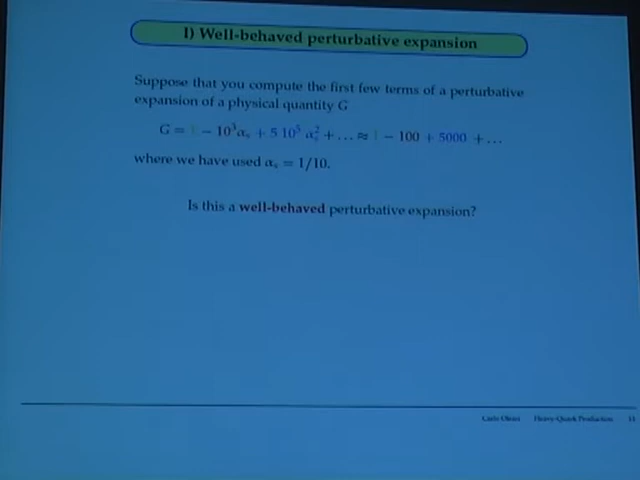 I) Well-behaved perturbative expansion
Suppose that you compute the first few terms of a perturbative
expansion of a physical quantity G
G = 1 − 10³αₛ + 5 10⁵ αₛ² + ... ≈ 1 − 100 + 5000 + ...
where we have used αₛ = 1/10.
Is this a well-behaved perturbative expansion?
Heavy-Quark Production